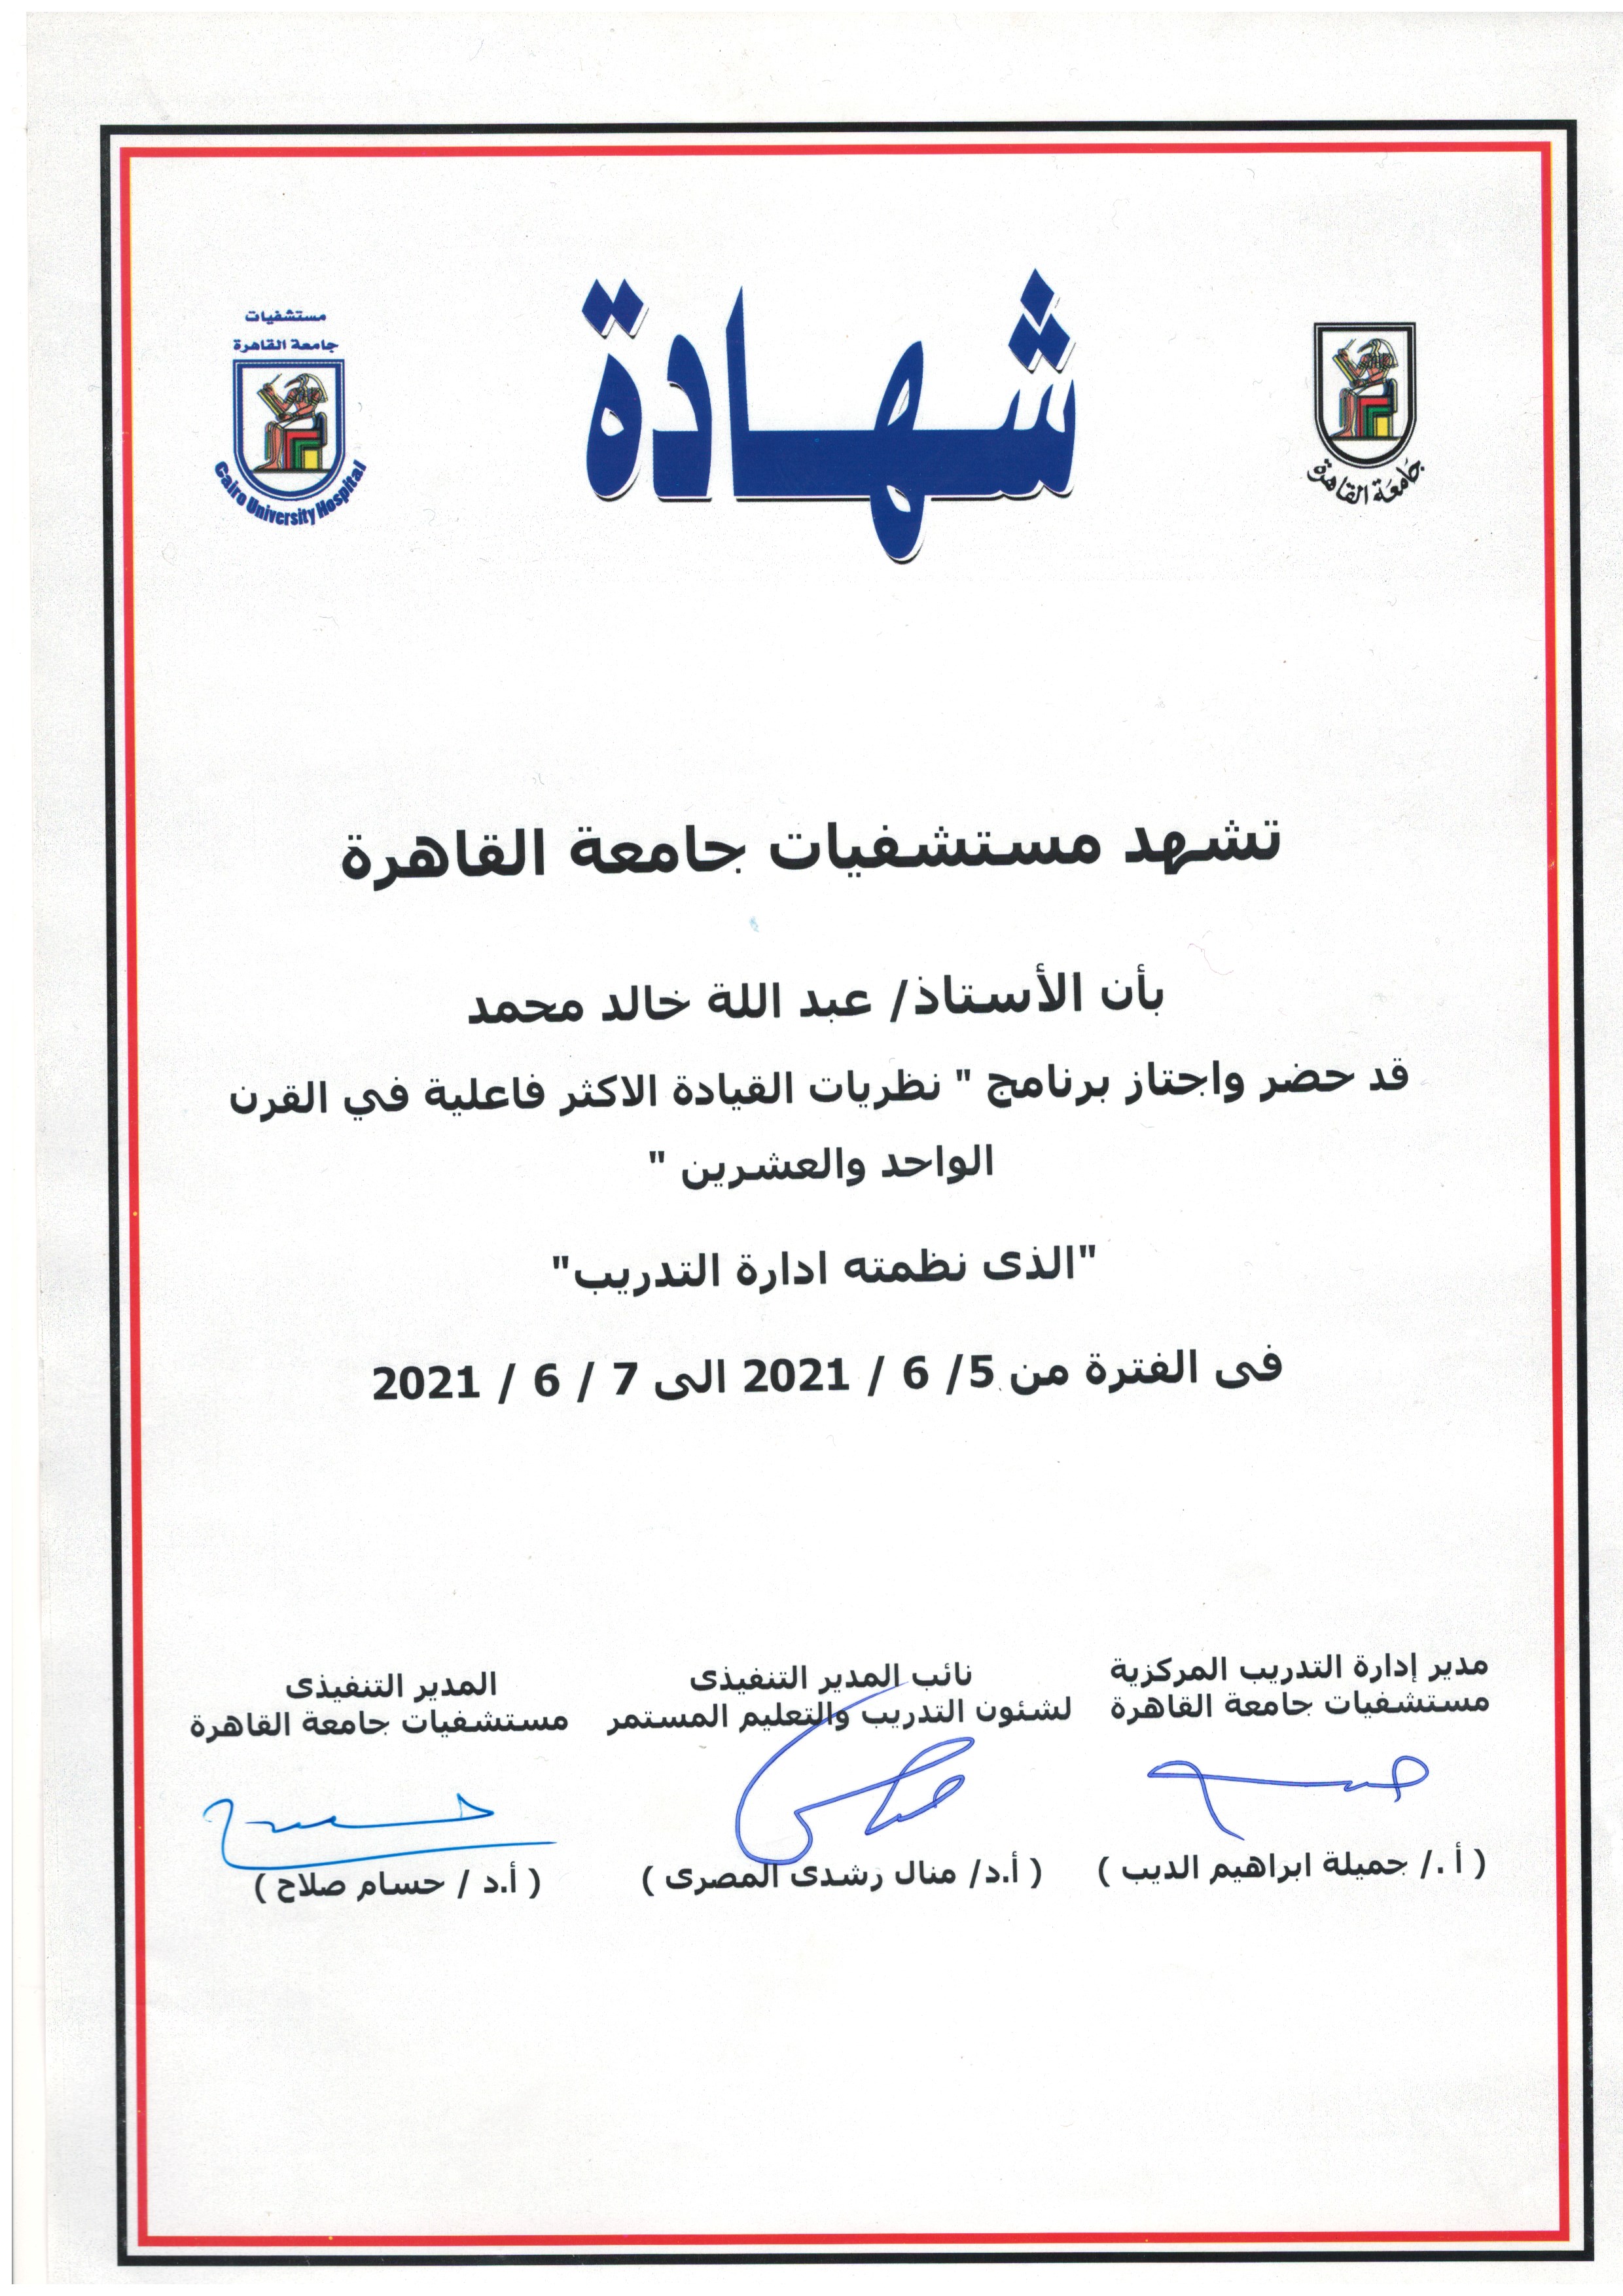 شهادة
جامعة القاهرة
مستشفيات
جامعة القاهرة
Cairo University Hospital
تشهد مستشفيات جامعة القاهرة
بأن الأستاذ/ عبد اللة خالد محمد
قد حضر واجتاز برنامج " نظريات القيادة الاكثر فاعلية في القرن
الواحد والعشرين "
"الذى نظمته ادارة التدريب"
فى الفترة من 5/ 6 / 2021 الى 7 / 6 / 2021
مدير إدارة التدريب المركزية
مستشفيات جامعة القاهرة
( أ ./ جميلة ابراهيم الديب )
نائب المدير التنفيذى
لشئون التدريب والتعليم المستمر
( أ.د/ منال رشدى المصرى )
المدير التنفيذى
مستشفيات جامعة القاهرة
( أ.د / حسام صلاح )